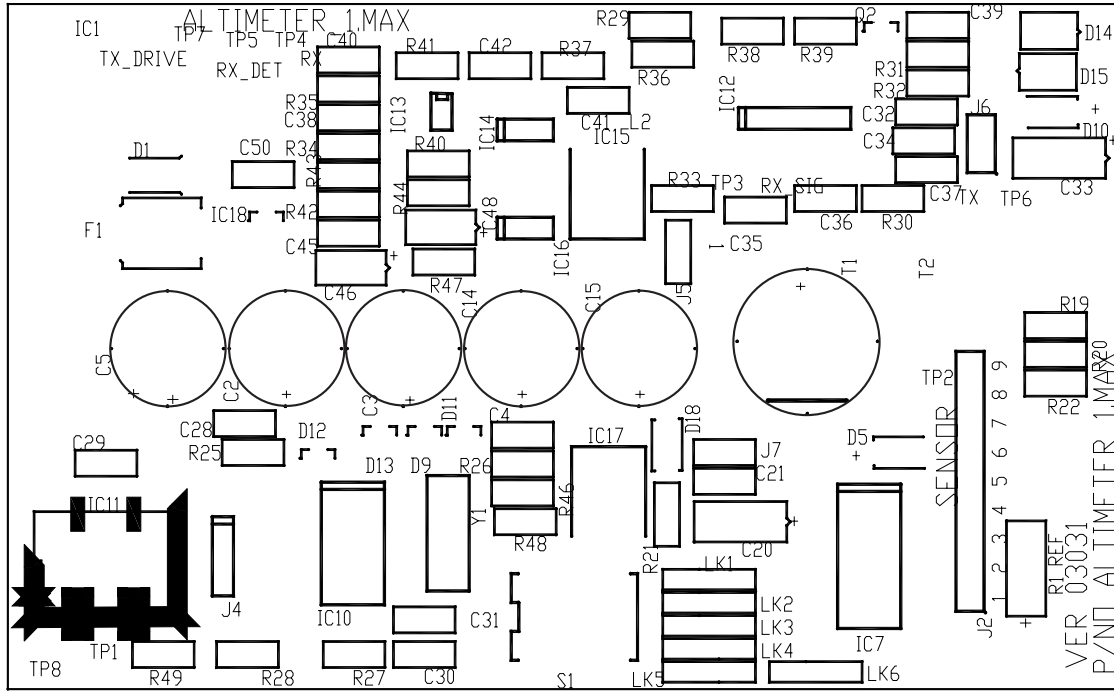 ALTIMETER 1.MAX
IC1
TP7
TP5
TP4
C40
R29
Q2
C39
TX_DRIVE
RX_DET
RX
R41
C42
R37
R36
R38
R39
D14
R31
D15
R35
IC13
IC14
C41
L2
IC15
IC12
R32
C32
J6
+
C38
C34
D10
+
D1
C50
R34
R43
R40
R33
TP3
RX_SIG
C37
TX
TP6
C33
F1
IC18
R42
R44
C48
+
C36
R30
C35
1
C45
+
IC16
C46
R47
J5
T1
T2
C14
C15
+
R19
C5
C2
+
+
+
C3
+
D11
C4
+
+
TP2
R20
R22
9
8
7
6
5
4
3
2
1
C28
R25
D12
C29
D13
D9
R26
IC17
D18
J7
C21
D5
+
SENSOR
IC11
Y1
R46
R48
R21
C20
+
J4
IC10
C31
LK1
LK2
LK3
LK4
LK5
LK6
IC7
J2
R1_REF
+
VER 03031
P/NO ALTIMETER 1.MAX
TP8
TP1
R49
R28
R27
C30
S1